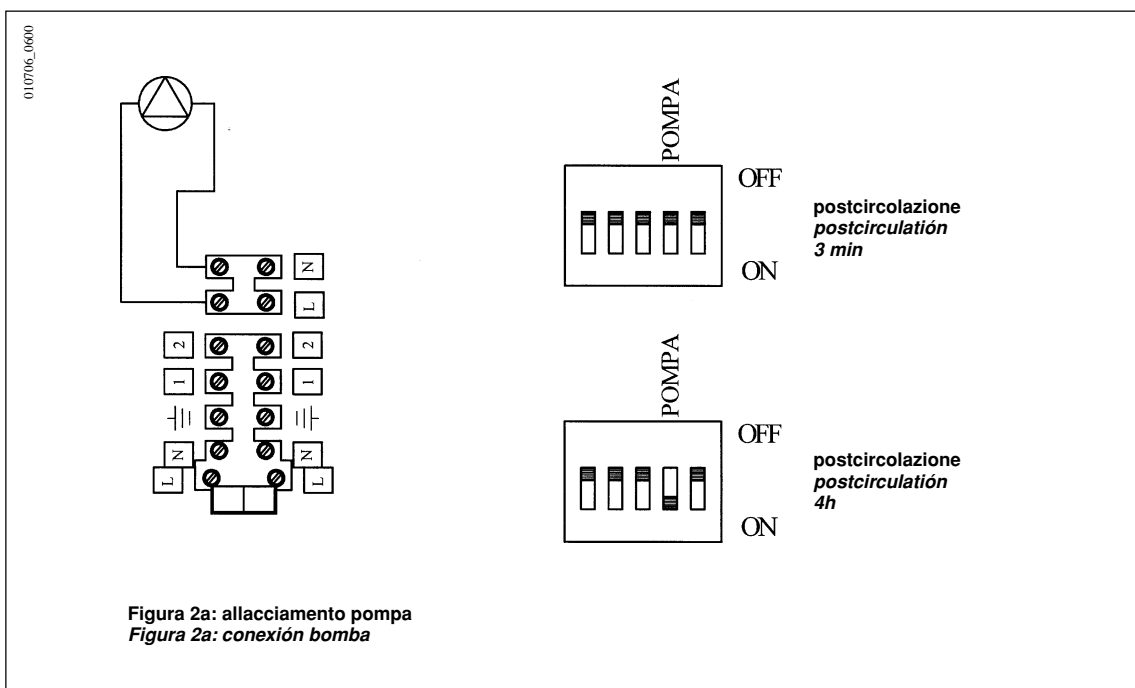 010706_0600
POMPA
OFF
ON
postcircolazione
postcirculatión
3 min
N
L
2 2
1 1
N N
L L
POMPA
OFF
ON
postcircolazione
postcirculatión
4h
Figura 2a: allacciamento pompa
Figura 2a: conexión bomba